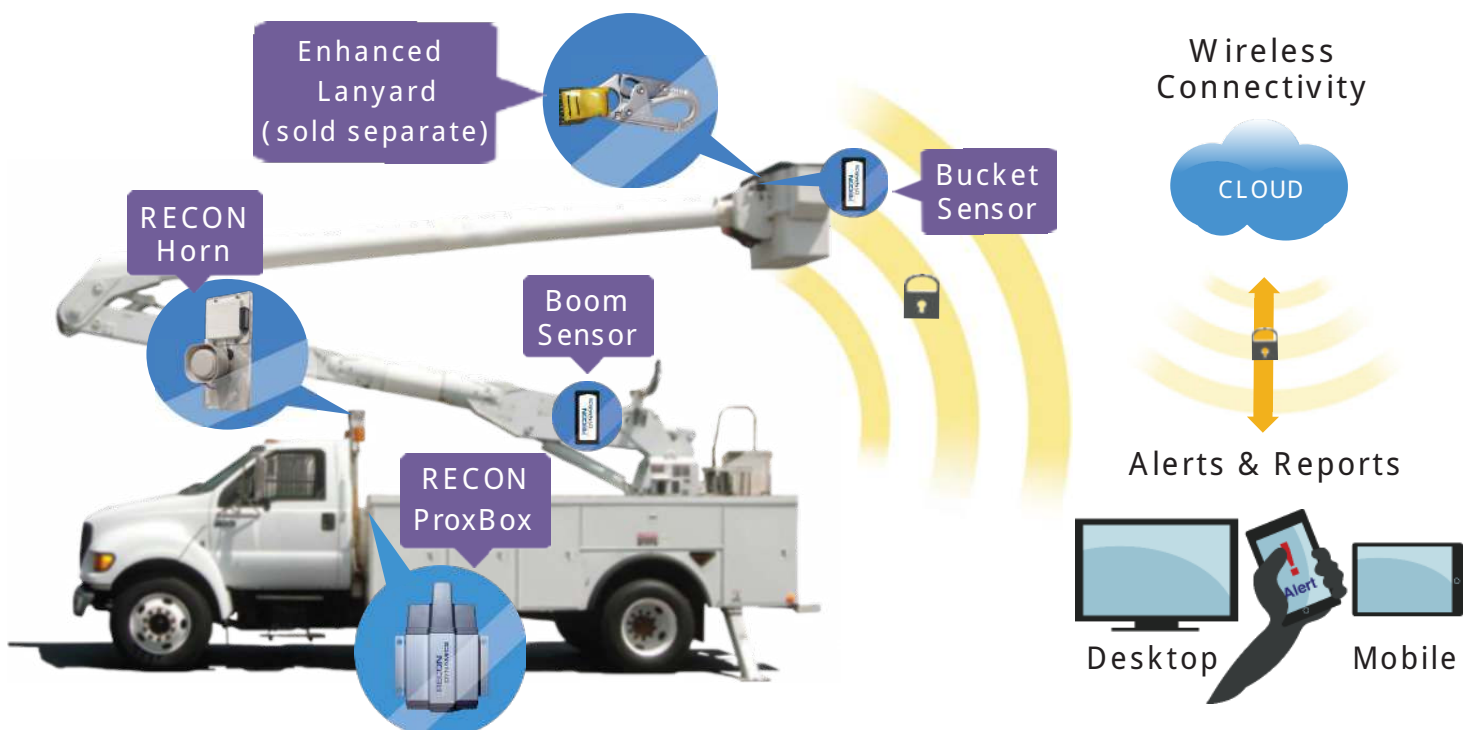 Enhanced
Lanyard
(sold separate)
Wireless
Connectivity
CLOUD
Bucket
Sensor
RECON
Horn
Boom
Sensor
RECON
ProxBox
RECON
Alerts & Reports
Alert
Desktop
Mobile